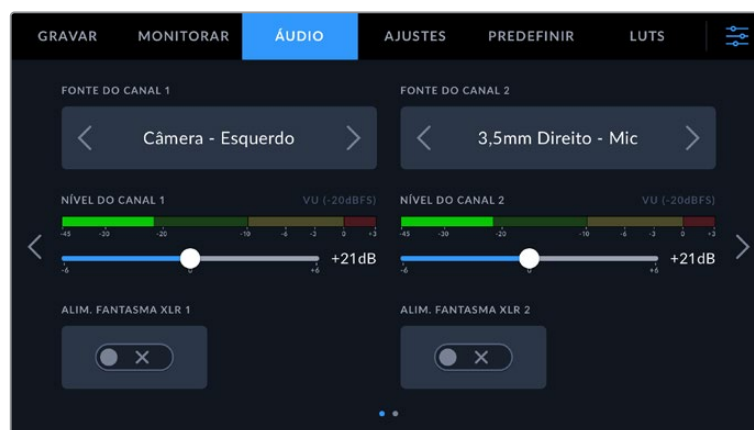 GRAVAR MONITORAR ÁUDIO AJUSTES PREDEFINIR LUTS
FONTE DO CANAL 1 FONTE DO CANAL 2
Câmera - Esquerdo 3,5mm Direito - Mic
NÍVEL DO CANAL 1 VU (-20dBFS) NÍVEL DO CANAL 2 VU (-20dBFS)
-45 -30 -20 -10 -6 -3 0 +3 -45 -30 -20 -10 -6 -3 0 +3
+21dB +21dB
-6 0 +6 -6 0 +6
ALIM. FANTASMA XLR 1 ALIM. FANTASMA XLR 2